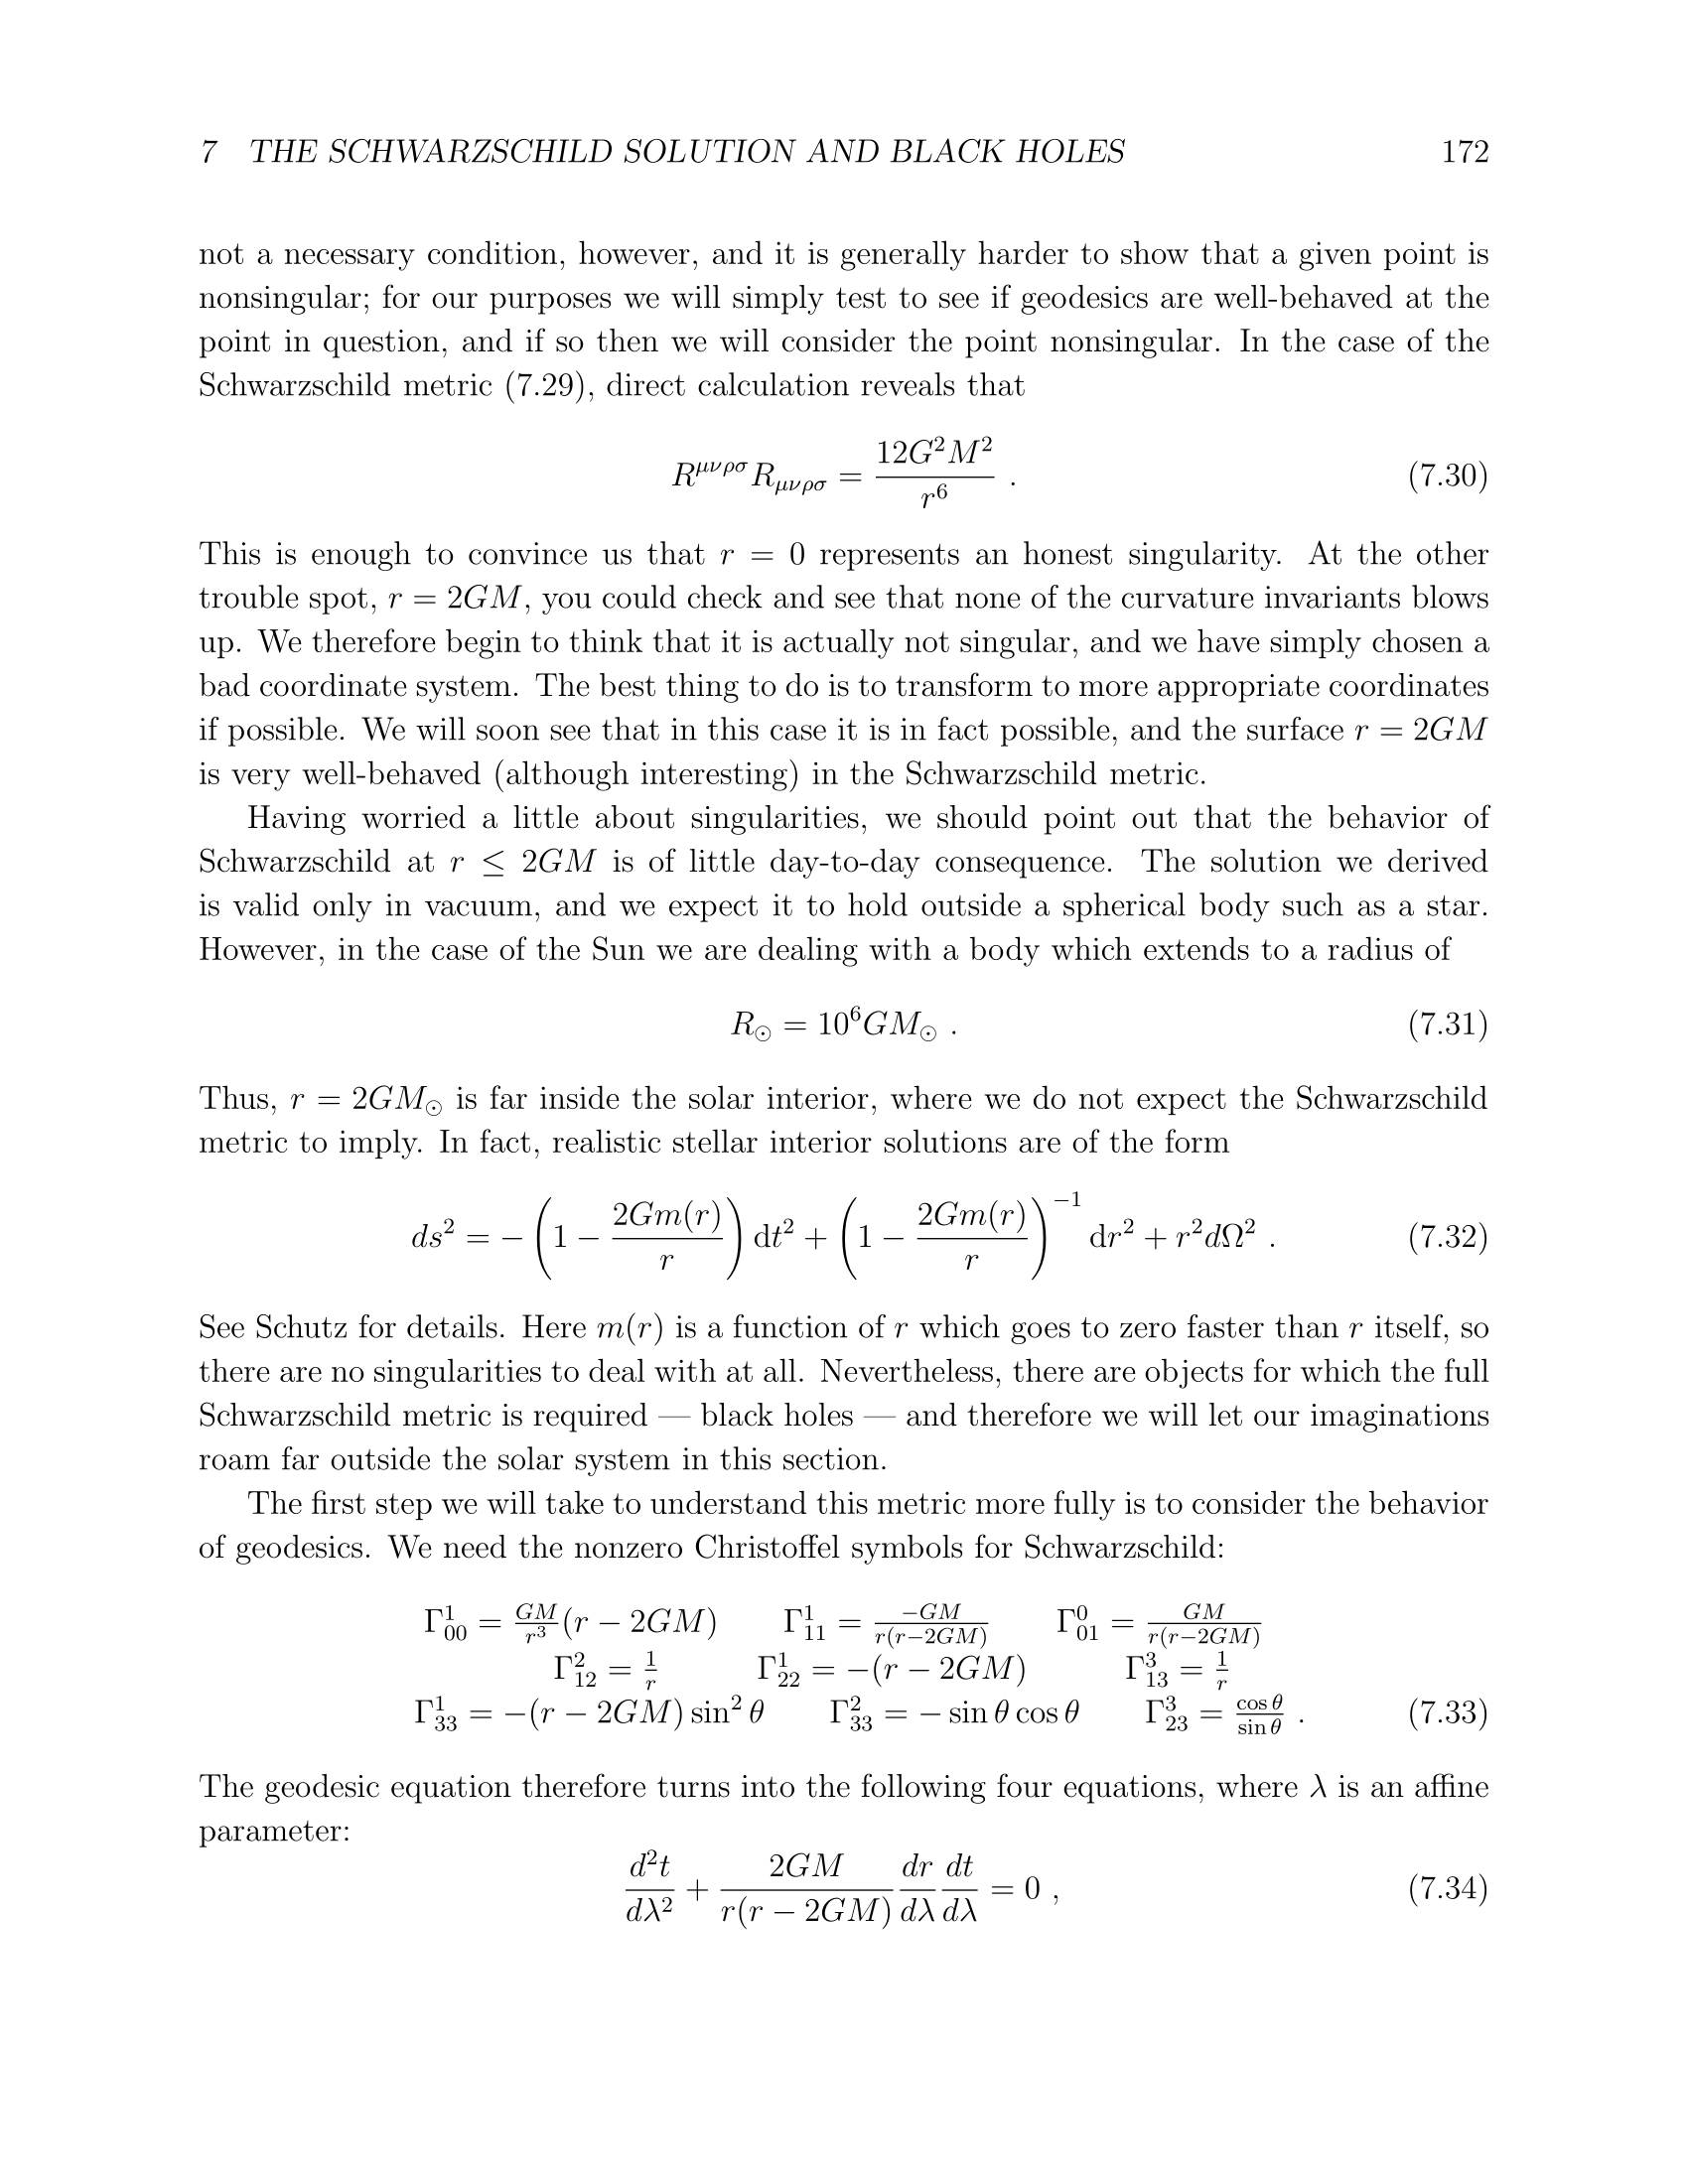 7 THE SCHWARZSCHILD SOLUTION AND BLACK HOLES 172
not a necessary condition, however, and it is generally harder to show that a given point is
nonsingular; for our purposes we will simply test to see if geodesics are well-behaved at the
point in question, and if so then we will consider the point nonsingular. In the case of the
Schwarzschild metric (7.29), direct calculation reveals that
$R^{\mu\nu\rho\sigma}R_{\mu\nu\rho\sigma} = \frac{12G^2M^2}{r^6}$ . (7.30)
This is enough to convince us that $r = 0$ represents an honest singularity. At the other
trouble spot, $r = 2GM$, you could check and see that none of the curvature invariants blows
up. We therefore begin to think that it is actually not singular, and we have simply chosen a
bad coordinate system. The best thing to do is to transform to more appropriate coordinates
if possible. We will soon see that in this case it is in fact possible, and the surface $r = 2GM$
is very well-behaved (although interesting) in the Schwarzschild metric.
Having worried a little about singularities, we should point out that the behavior of
Schwarzschild at $r \leq 2GM$ is of little day-to-day consequence. The solution we derived
is valid only in vacuum, and we expect it to hold outside a spherical body such as a star.
However, in the case of the Sun we are dealing with a body which extends to a radius of
$R_\odot = 10^6 GM_\odot$ . (7.31)
Thus, $r = 2GM_\odot$ is far inside the solar interior, where we do not expect the Schwarzschild
metric to imply. In fact, realistic stellar interior solutions are of the form
$ds^2 = -\left(1 - \frac{2Gm(r)}{r}\right) \mathrm{d}t^2 + \left(1 - \frac{2Gm(r)}{r}\right)^{-1} \mathrm{d}r^2 + r^2 d\Omega^2$ . (7.32)
See Schutz for details. Here $m(r)$ is a function of $r$ which goes to zero faster than $r$ itself, so
there are no singularities to deal with at all. Nevertheless, there are objects for which the full
Schwarzschild metric is required — black holes — and therefore we will let our imaginations
roam far outside the solar system in this section.
The first step we will take to understand this metric more fully is to consider the behavior
of geodesics. We need the nonzero Christoffel symbols for Schwarzschild:
$\Gamma^1_{00} = \frac{GM}{r^3}(r - 2GM)$ $\Gamma^1_{11} = \frac{-GM}{r(r-2GM)}$ $\Gamma^0_{01} = \frac{GM}{r(r-2GM)}$
$\Gamma^2_{12} = \frac{1}{r}$ $\Gamma^1_{22} = -(r - 2GM)$ $\Gamma^3_{13} = \frac{1}{r}$
$\Gamma^1_{33} = -(r - 2GM)\sin^2\theta$ $\Gamma^2_{33} = -\sin\theta\cos\theta$ $\Gamma^3_{23} = \frac{\cos\theta}{\sin\theta}$ . (7.33)
The geodesic equation therefore turns into the following four equations, where $\lambda$ is an affine
parameter:
$\frac{d^2t}{d\lambda^2} + \frac{2GM}{r(r - 2GM)}\frac{dr}{d\lambda}\frac{dt}{d\lambda} = 0$ , (7.34)